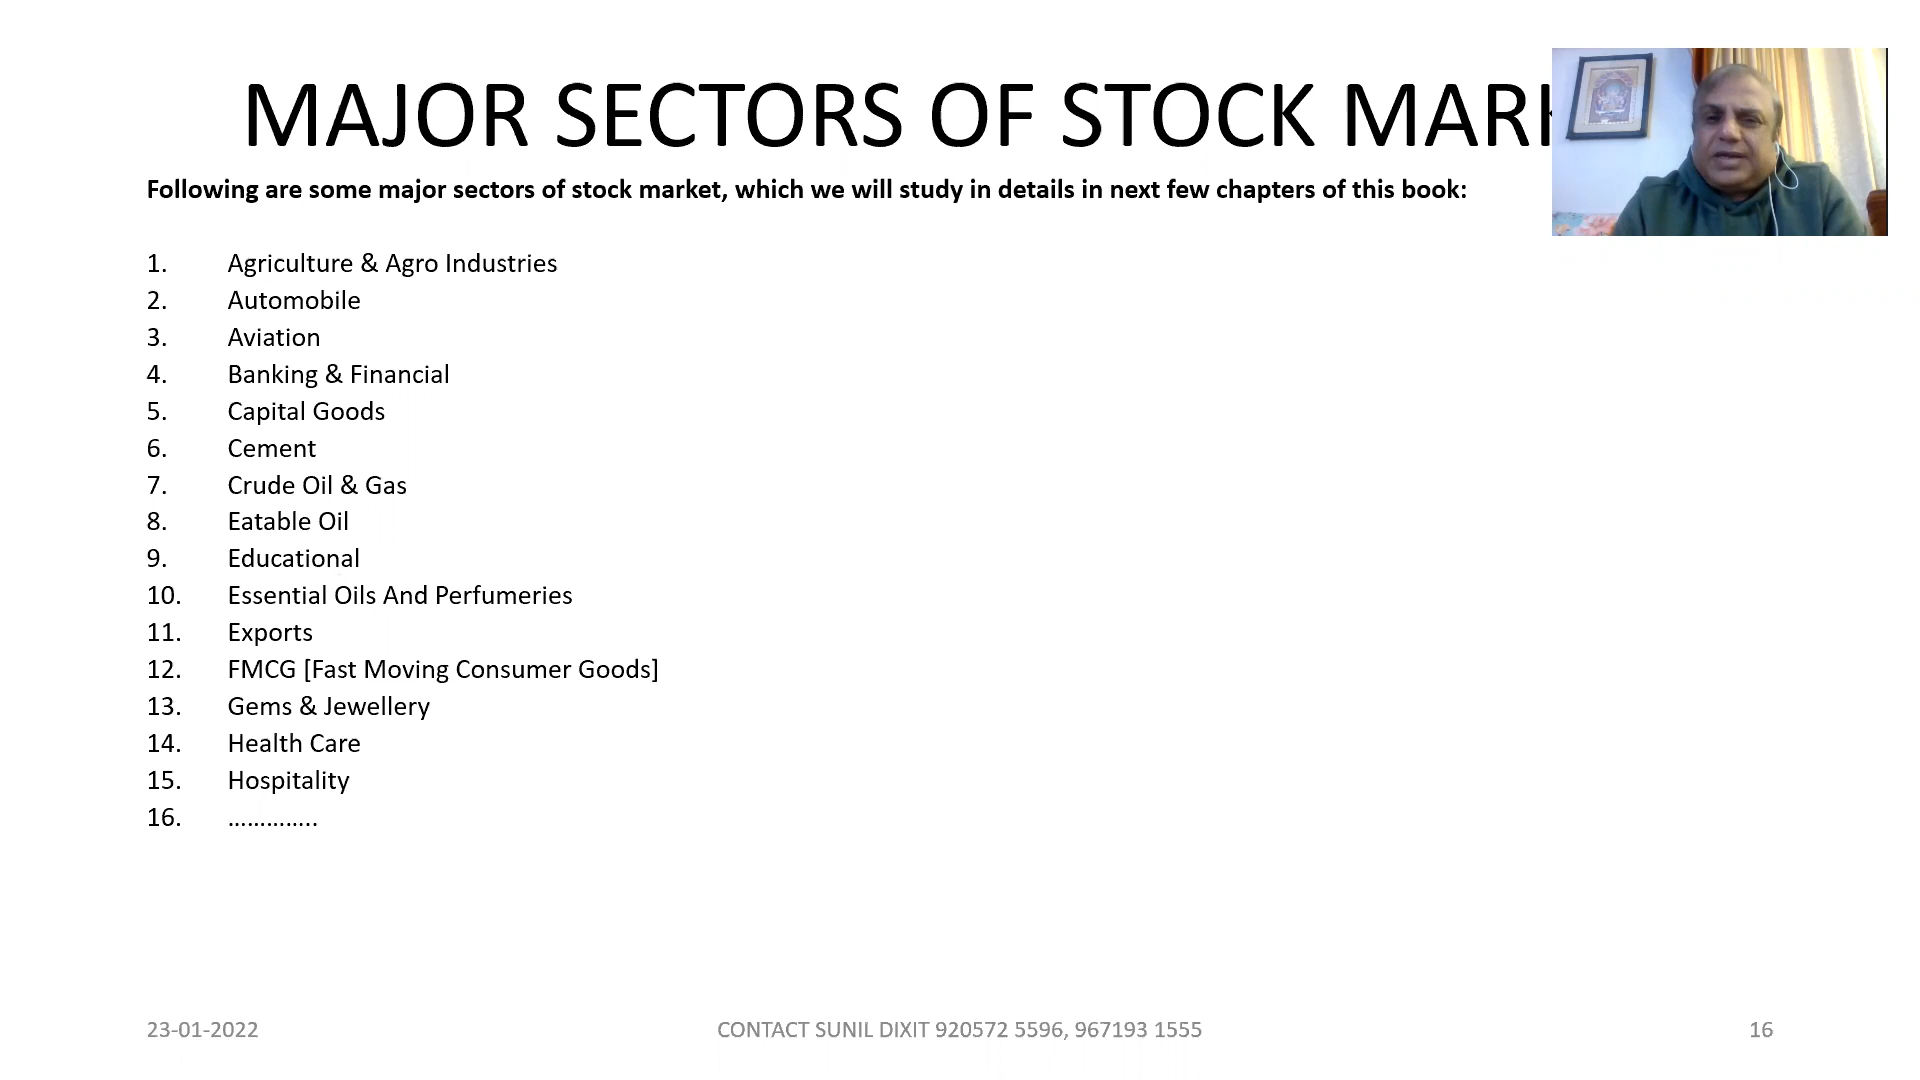 MAJOR SECTORS OF STOCK
Following are some major sectors of stock market, which we will study in details in next few chapters of this book:
1. Agriculture & Agro Industries
2. Automobile
3. Aviation
4. Banking & Financial
5. Capital Goods
6. Cement
7. Crude Oil & Gas
8. Eatable Oil
9. Educational
10. Essential Oils And Perfumeries
11. Exports
12. FMCG [Fast Moving Consumer Goods]
13. Gems & Jewellery
14. Health Care
15. Hospitality
16. …………..
23-01-2022 CONTACT SUNIL DIXIT 920572 5596, 967193 1555 16